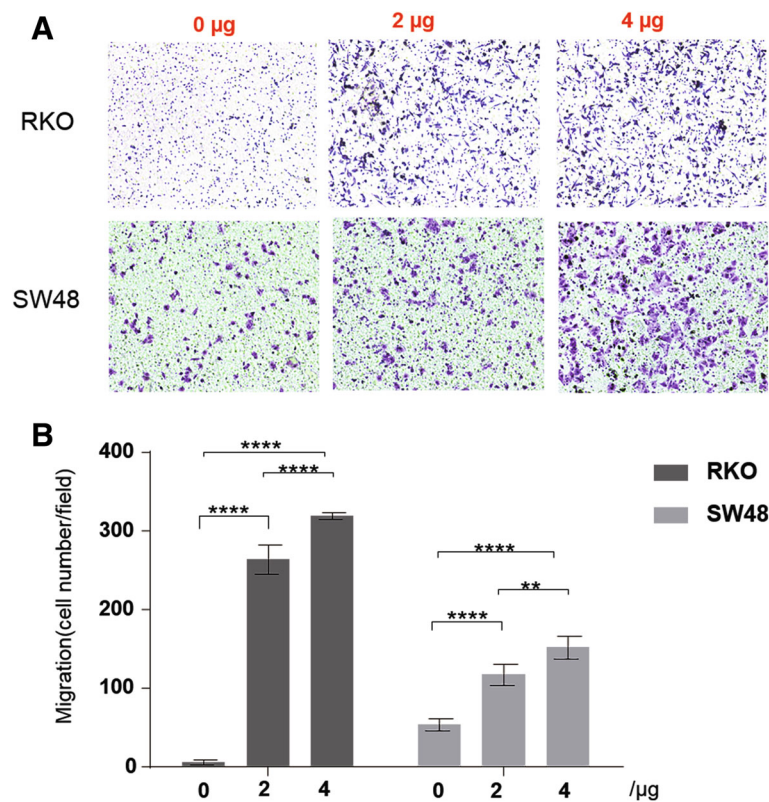 A
0 µg 2 µg 4 µg
RKO
SW48
B
Migration(cell number/field)
400
300
200
100
0
****
****
****
****
**
****
RKO
SW48
0 2 4 0 2 4 /µg